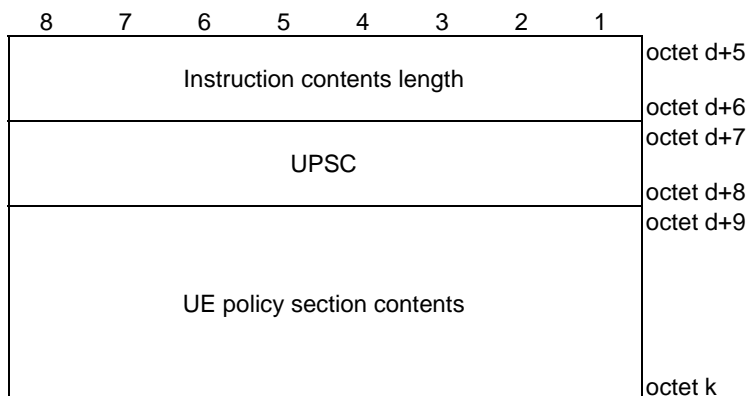 8 7 6 5 4 3 2 1
octet d+5
Instruction contents length
octet d+6
octet d+7
UPSC
octet d+8
octet d+9
UE policy section contents
octet k